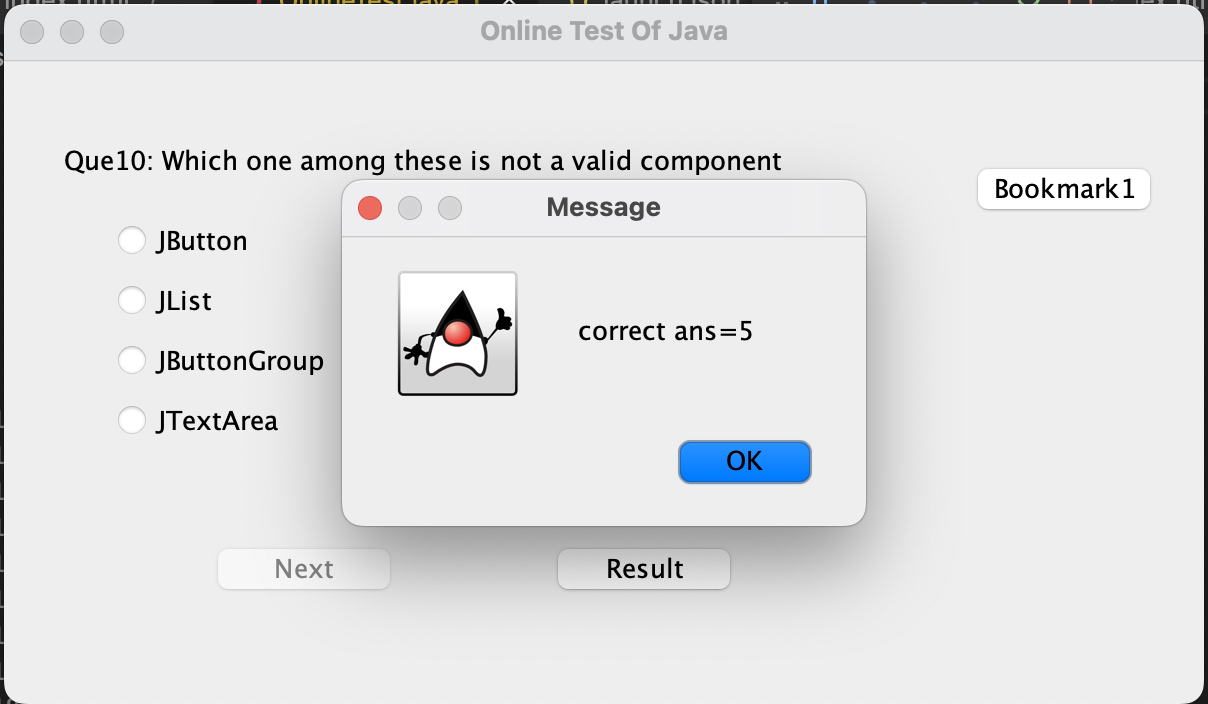 Online Test Of Java
Que10: Which one among these is not a valid component
Bookmark1
Message
JButton
JList
JButtonGroup
JTextArea
correct ans=5
OK
Next
Result